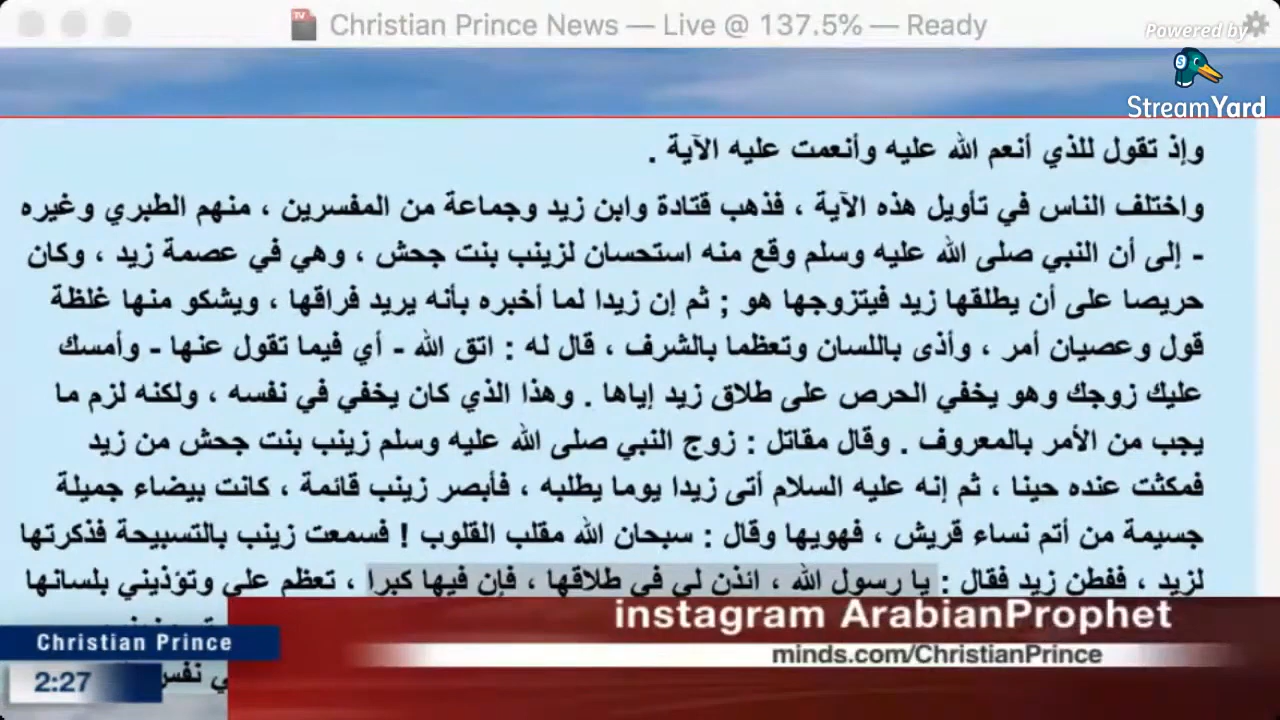 Christian Prince News — Live @ 137.5% — Ready
Powered by
StreamYard
وإذ تقول للذي أنعم الله عليه وأنعمت عليه الآية .
واختلف الناس في تأويل هذه الآية ، فذهب قتادة وابن زيد وجماعة من المفسرين ، منهم الطبري وغيره
- إلى أن النبي صلى الله عليه وسلم وقع منه استحسان لزينب بنت جحش ، وهي في عصمة زيد ، وكان
حريصا على أن يطلقها زيد فيتزوجها هو ; ثم إن زيدا لما أخبره بأنه يريد فراقها ، ويشكو منها غلظة
قول وعصيان أمر ، وأذى باللسان وتعظما بالشرف ، قال له : اتق الله - أي فيما تقول عنها - وأمسك
عليك زوجك وهو يخفي الحرص على طلاق زيد إياها . وهذا الذي كان يخفي في نفسه ، ولكنه لزم ما
يجب من الأمر بالمعروف . وقال مقاتل : زوج النبي صلى الله عليه وسلم زينب بنت جحش من زيد
فمكثت عنده حينا ، ثم إنه عليه السلام أتى زيدا يوما يطلبه ، فأبصر زينب قائمة ، كانت بيضاء جميلة
جسيمة من أتم نساء قريش ، فهويها وقال : سبحان الله مقلب القلوب ! فسمعت زينب بالتسبيحة فذكرتها
لزيد ، ففطن زيد فقال : يا رسول الله ، ائذن لي في طلاقها ، فإن فيها كبرا ، تعظم علي وتؤذيني بلسانها
instagram ArabianProphet
Christian Prince
minds.com/ChristianPrince
2:27